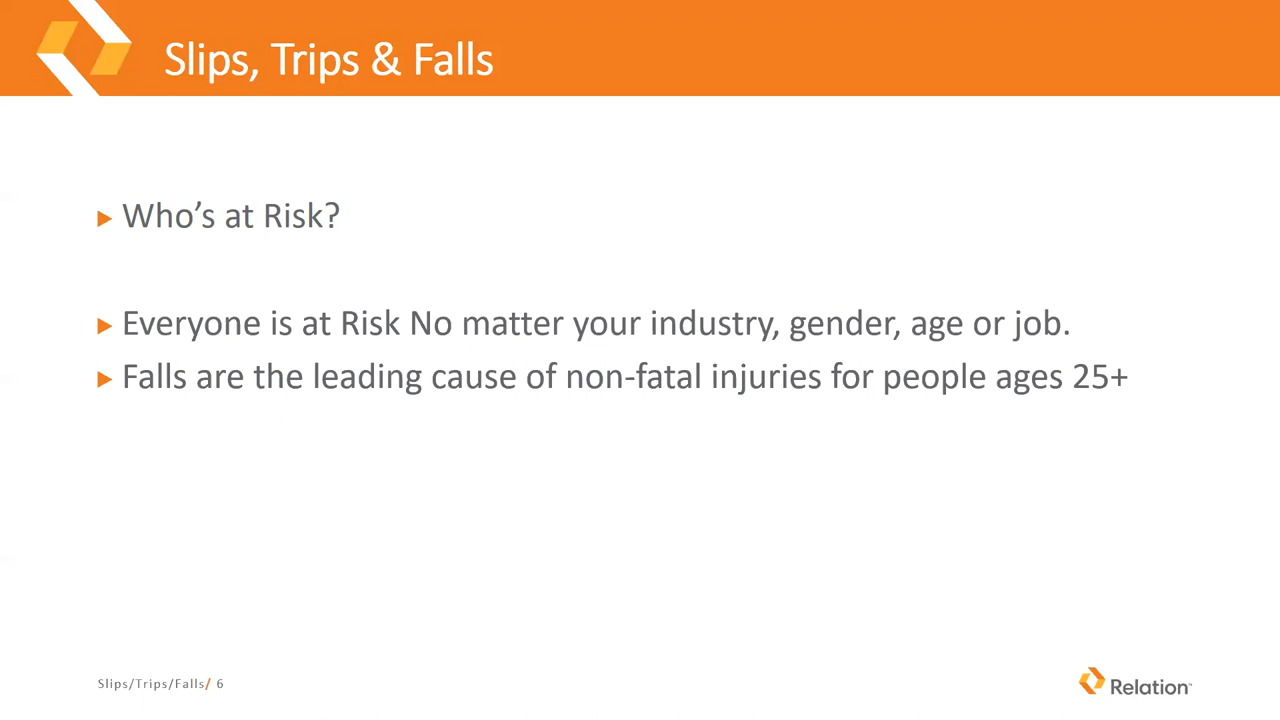 Slips, Trips & Falls
Who’s at Risk?
Everyone is at Risk No matter your industry, gender, age or job.
Falls are the leading cause of non-fatal injuries for people ages 25+
Slips/Trips/Falls/ 6
Relation™